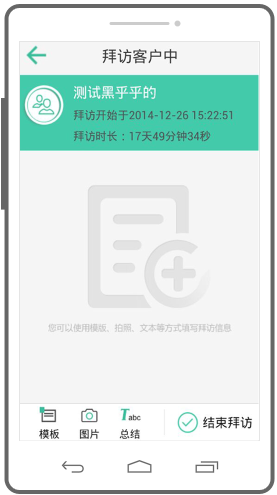 拜访客户中
测试黑乎乎的
拜访开始于2014-12-26 15:22:51
拜访时长：17天49分钟34秒
您可以使用模版、拍照、文本等方式填写拜访信息
模板 图片 Tabc 总结 结束拜访